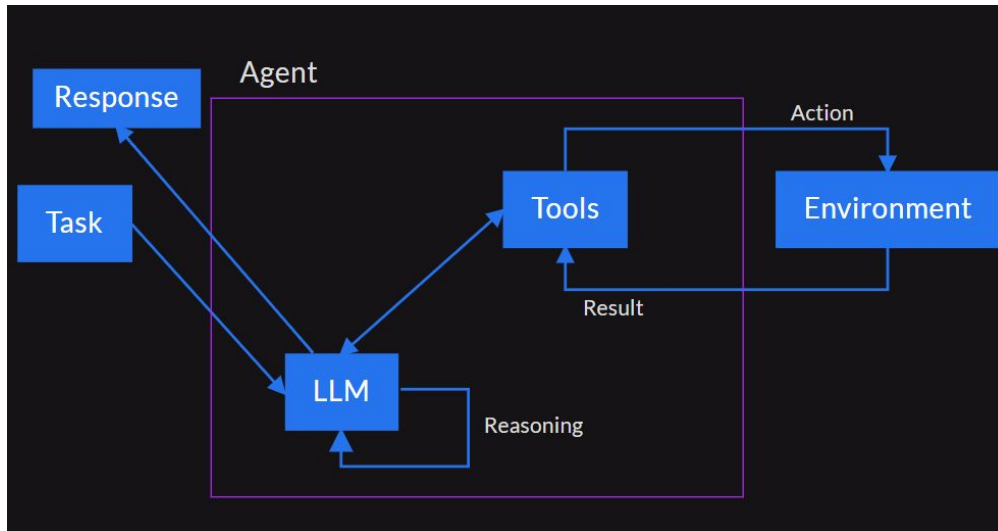 Agent
Response
Action
Task
Tools
Environment
Result
LLM
Reasoning